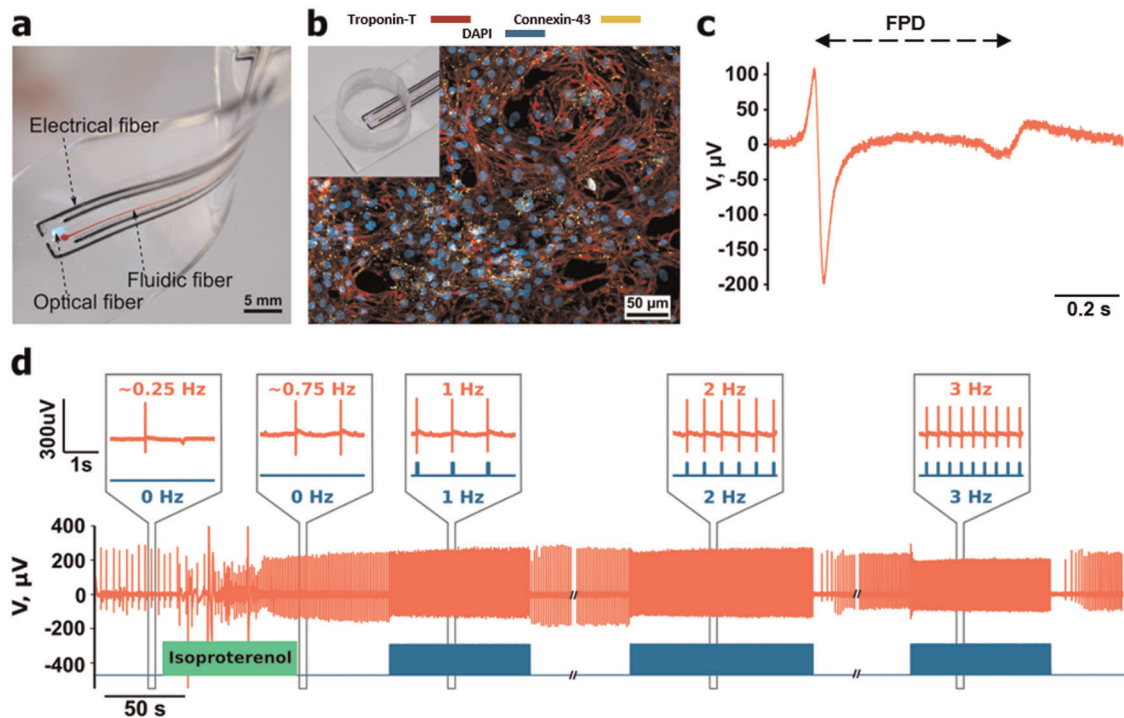 a
Electrical fiber
Fluidic fiber
Optical fiber
5 mm
b
Troponin-T
Connexin-43
DAPI
50 µm
c
FPD
V, µV
100
50
0
-50
-100
-150
-200
0.2 s
d
300uV
1s
~0.25 Hz
0 Hz
~0.75 Hz
0 Hz
1 Hz
1 Hz
2 Hz
2 Hz
3 Hz
3 Hz
V, µV
400
200
0
-200
-400
Isoproterenol
//
//
//
//
50 s